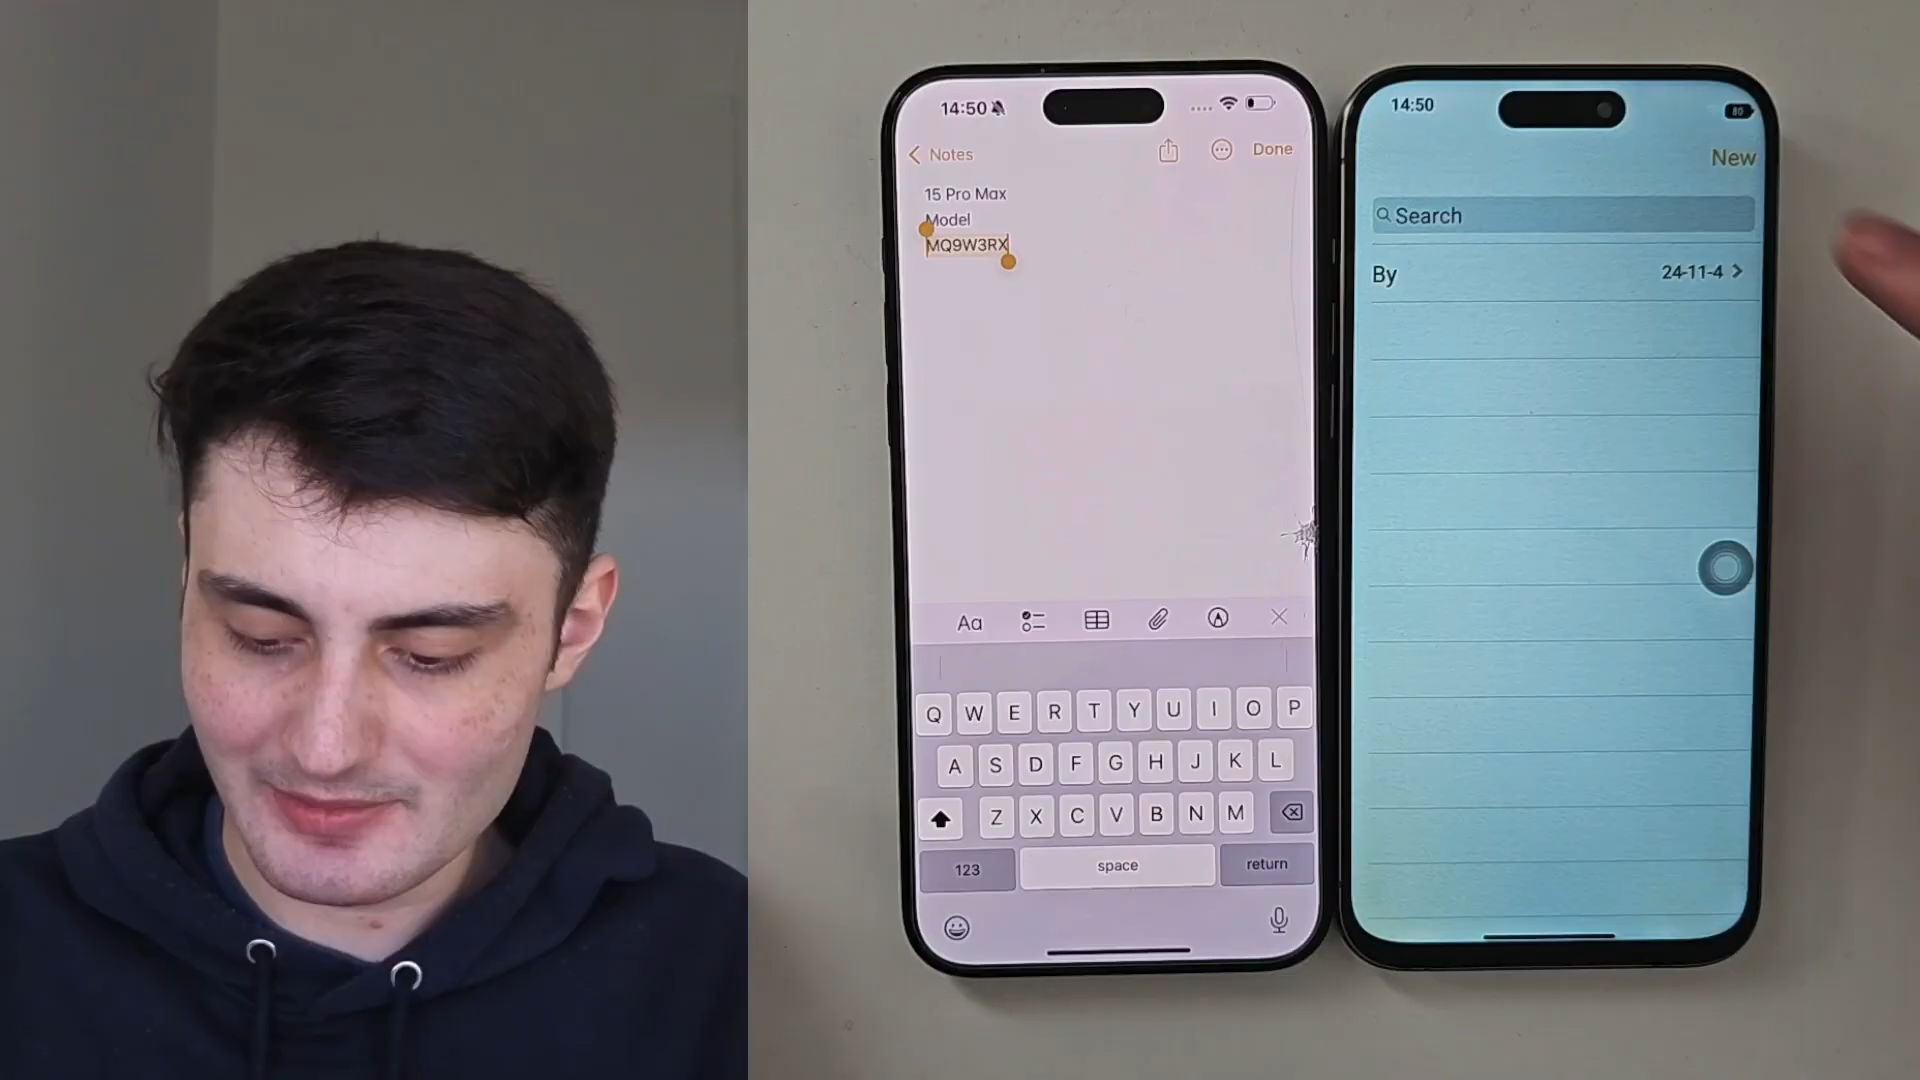 14:50
Notes
Done
15 Pro Max
Model
MQ9W3RX
Aa
Q W E R T Y U I O P
A S D F G H J K L
Z X C V B N M
123
space
return
14:50
80
New
Search
By
24-11-4